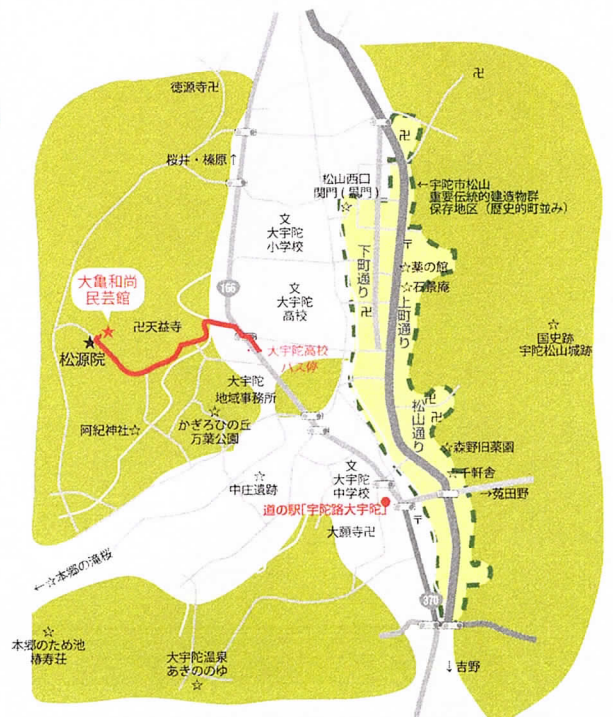 卍
徳源寺卍
卍
桜井・榛原↑
松山西口
関門(黒門)
☆
←宇陀市松山
重要伝統的建造物群
保存地区(歴史的町並み)
文
大宇陀
小学校
下町通り
〒
☆薬の館
☆石景庵
上町通り
166
文
大宇陀
高校
卍
大亀和尚
民芸館
★
卍天益寺
★
松源院
☆
国史跡
宇陀松山城跡
大宇陀高校
バス停
大宇陀
地域事務所
☆
かぎろひの丘
万葉公園
阿紀神社☆
松山通り
卍
卍
☆森野旧薬園
☆千軒舎
☆
中庄遺跡
文
大宇陀
中学校
→菟田野
道の駅「宇陀路大宇陀」
〒
大願寺卍
←☆本郷の滝桜
370
☆
本郷のため池
椿寿荘
大宇陀温泉
あきののゆ
☆
↓吉野